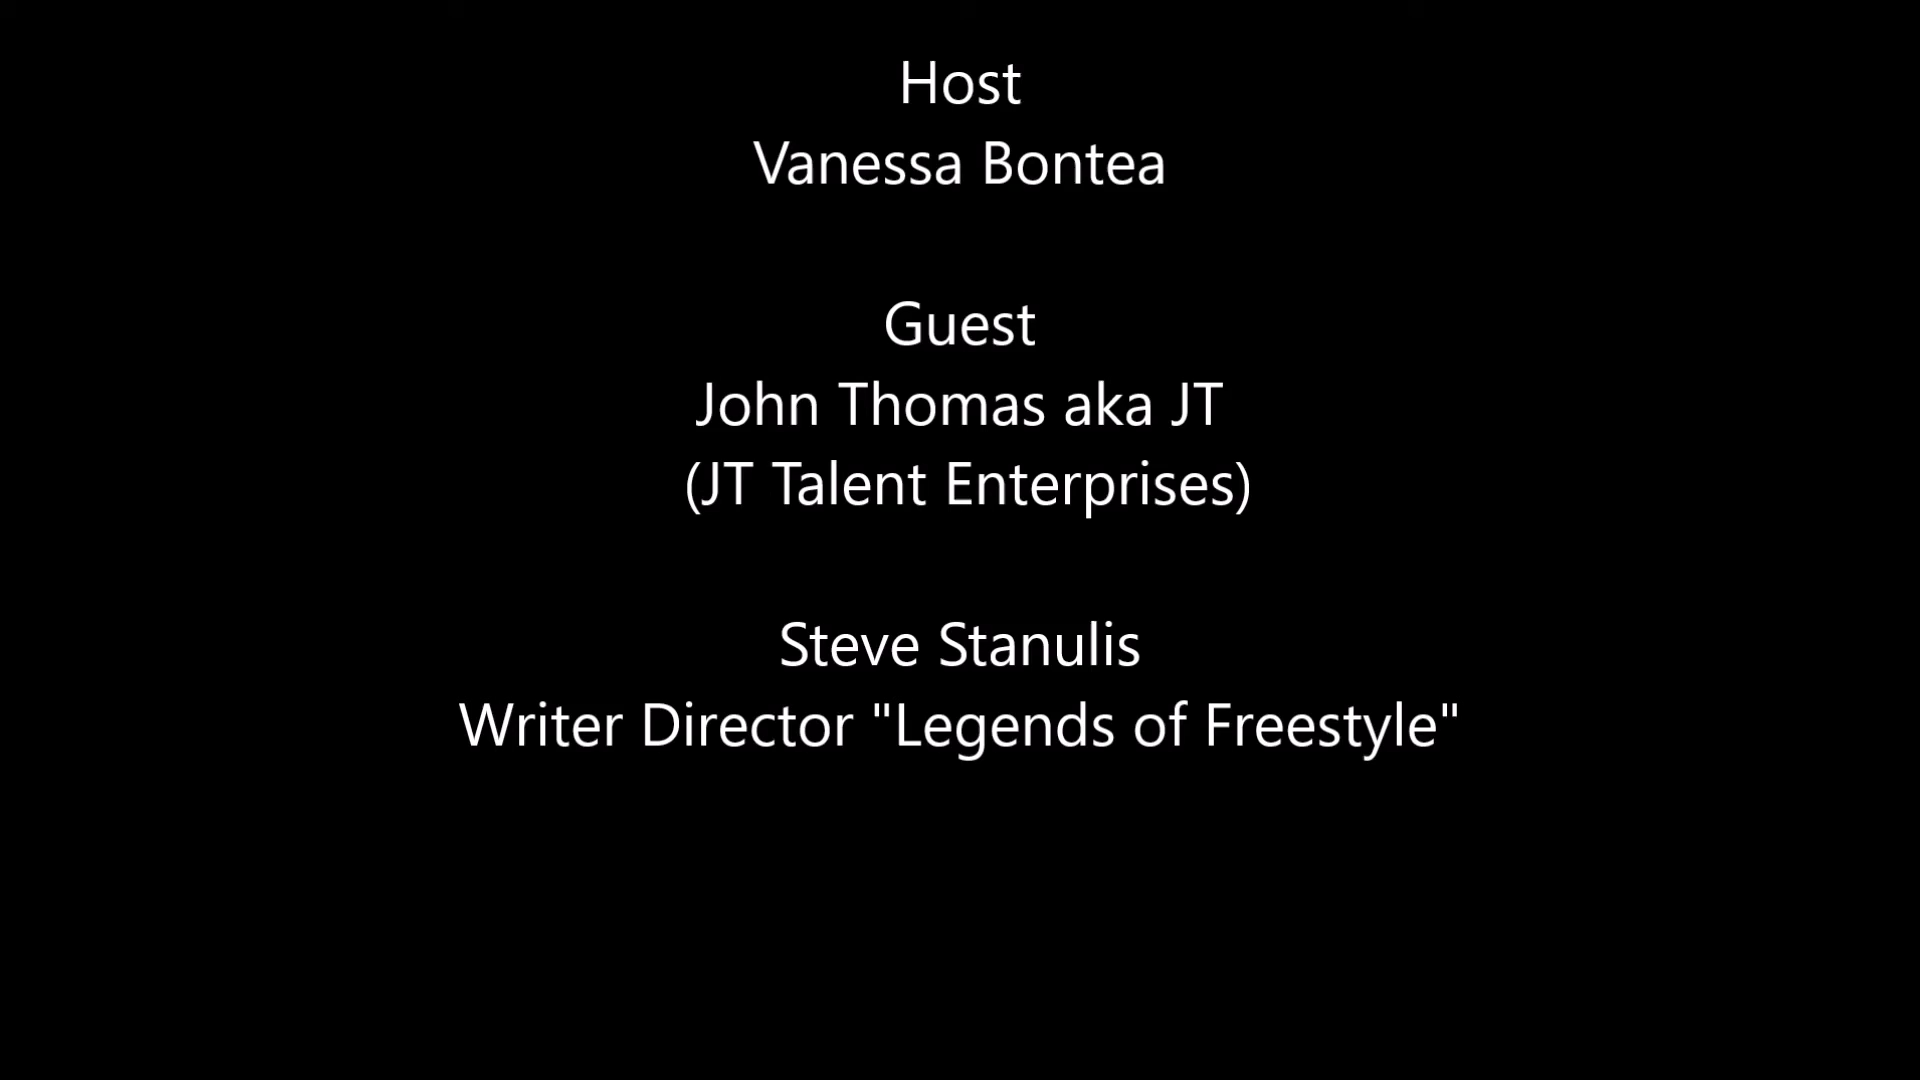 Host
Vanessa Bontea
Guest
John Thomas aka JT
(JT Talent Enterprises)
Steve Stanulis
Writer Director "Legends of Freestyle"